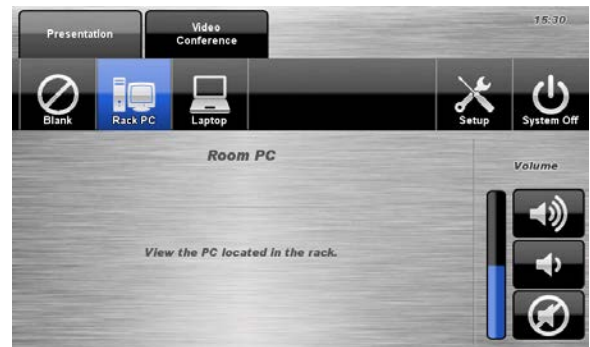 Presentation
Video
Conference
15:30
Blank
Rack PC
Laptop
Setup
System Off
Room PC
Volume
View the PC located in the rack.